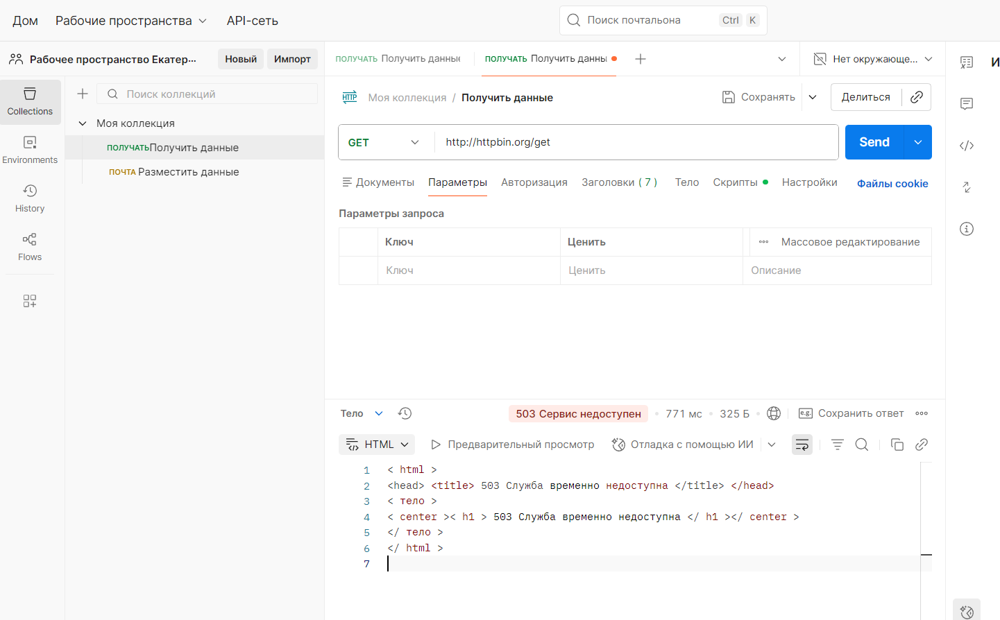 Дом Рабочие пространства API-сеть Поиск почтальона Ctrl K
Рабочее пространство Екатер... Новый Импорт ПОЛУЧАТЬ Получить данные ПОЛУЧАТЬ Получить данны Нет окружающе...
Collections
Поиск коллекций
Моя коллекция / Получить данные Сохранять Делиться
Моя коллекция
ПОЛУЧАТЬ Получить данные
ПОЧТА Разместить данные
Environments
History
Flows
GET http://httpbin.org/get Send
Документы Параметры Авторизация Заголовки ( 7 ) Тело Скрипты Настройки Файлы cookie
Параметры запроса
Ключ Ценить Массовое редактирование
Ключ Ценить Описание
Тело 503 Сервис недоступен 771 мс 325 Б e.g. Сохранить ответ
HTML Предварительный просмотр Отладка с помощью ИИ
1 < html >
2 <head> <title> 503 Служба временно недоступна </title> </head>
3 < тело >
4 < center >< h1 > 503 Служба временно недоступна </ h1 ></ center >
5 </ тело >
6 </ html >
7